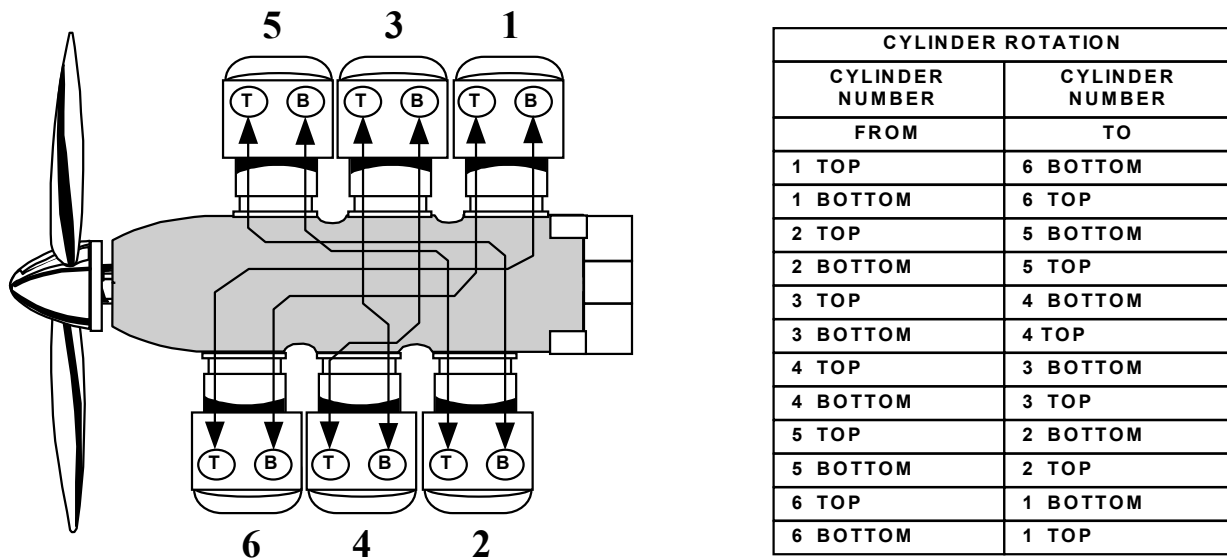 5 3 1
T B T B T B
T B T B T B
6 4 2
CYLINDER ROTATION
CYLINDER NUMBER CYLINDER NUMBER
FROM TO
1 TOP 6 BOTTOM
1 BOTTOM 6 TOP
2 TOP 5 BOTTOM
2 BOTTOM 5 TOP
3 TOP 4 BOTTOM
3 BOTTOM 4 TOP
4 TOP 3 BOTTOM
4 BOTTOM 3 TOP
5 TOP 2 BOTTOM
5 BOTTOM 2 TOP
6 TOP 1 BOTTOM
6 BOTTOM 1 TOP